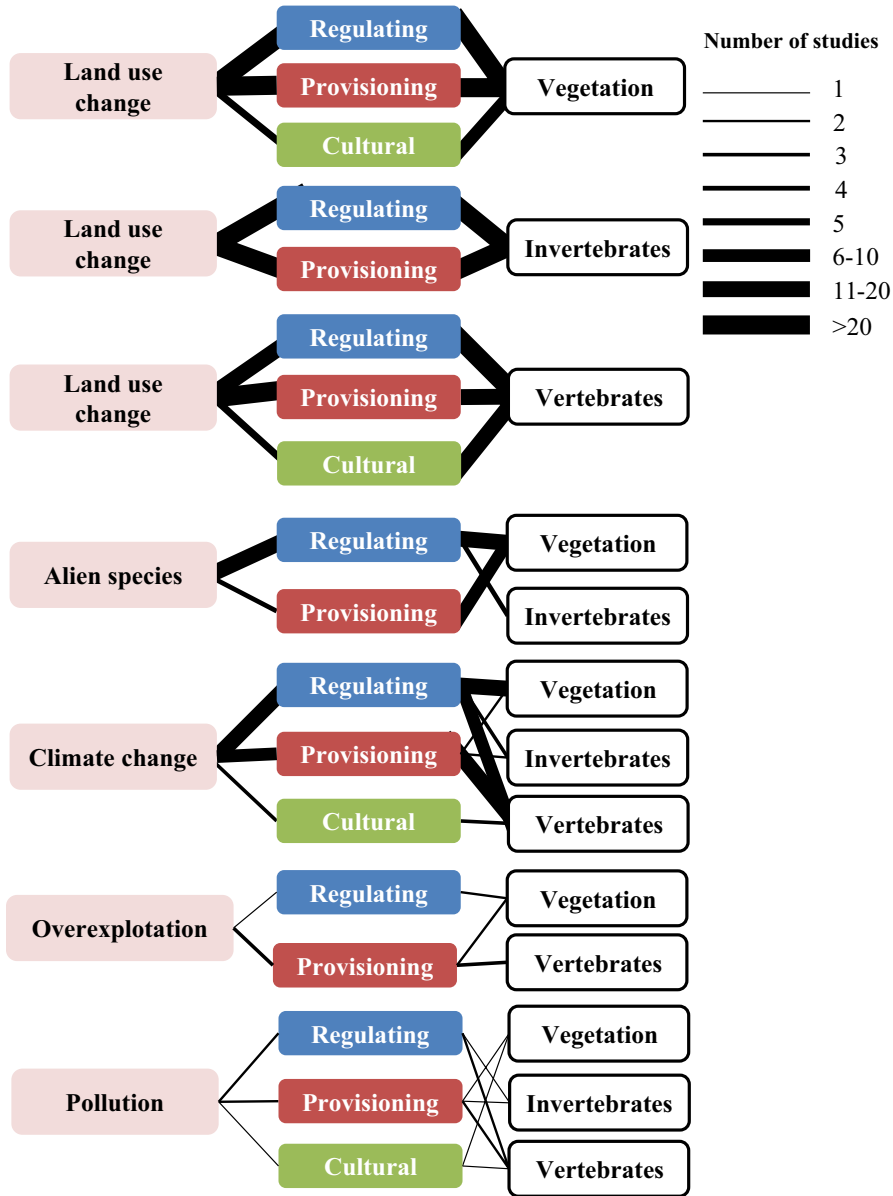 Number of studies
1
2
3
4
5
6-10
11-20
>20
Land use
change
Regulating
Provisioning
Cultural
Vegetation
Land use
change
Regulating
Provisioning
Invertebrates
Land use
change
Regulating
Provisioning
Cultural
Vertebrates
Alien species
Regulating
Provisioning
Vegetation
Invertebrates
Climate change
Regulating
Provisioning
Cultural
Vegetation
Invertebrates
Vertebrates
Overexplotation
Regulating
Provisioning
Vegetation
Vertebrates
Pollution
Regulating
Provisioning
Cultural
Vegetation
Invertebrates
Vertebrates